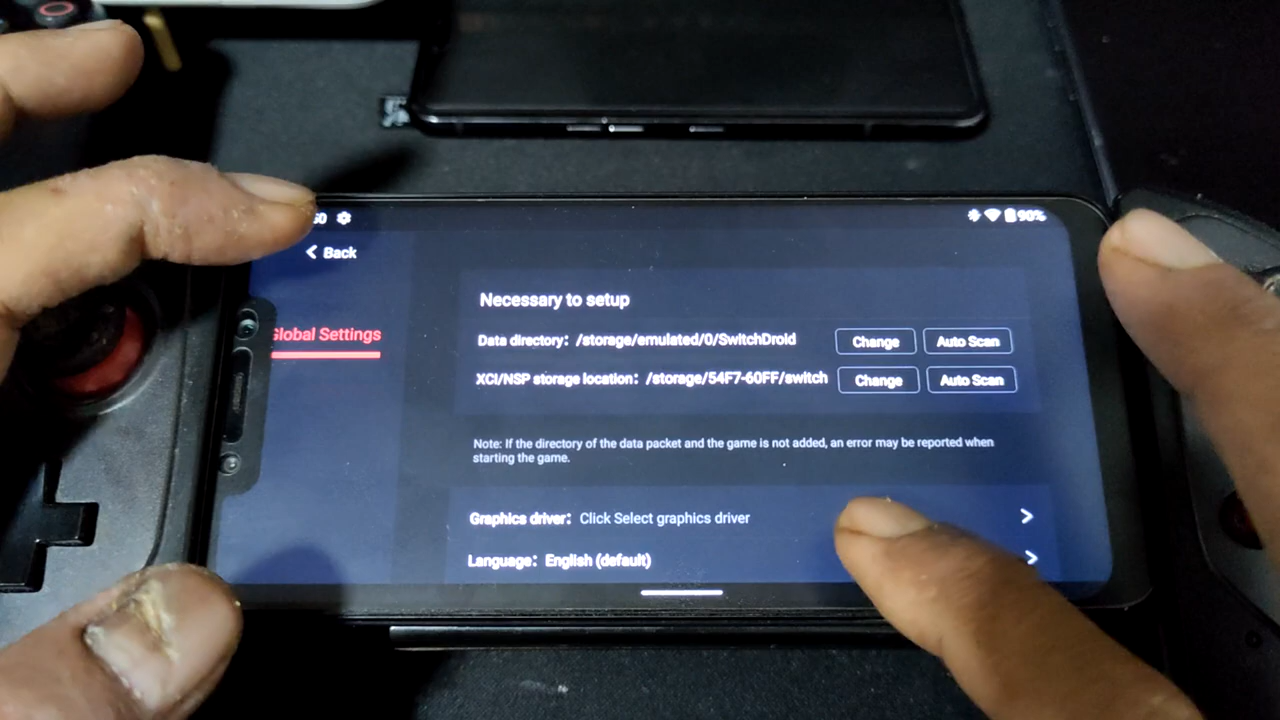 90%
Back
Global Settings
Necessary to setup
Data directory: /storage/emulated/0/SwitchDroid
Change
Auto Scan
XCI/NSP storage location: /storage/54F7-60FF/switch
Change
Auto Scan
Note: If the directory of the data packet and the game is not added, an error may be reported when
starting the game.
Graphics driver: Click Select graphics driver
Language: English (default)